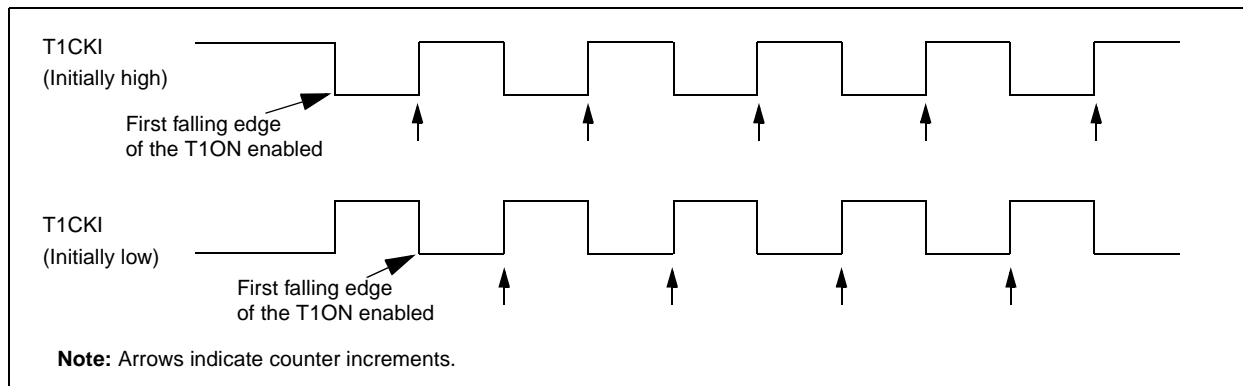 T1CKI
(Initially high)
First falling edge
of the T1ON enabled
T1CKI
(Initially low)
First falling edge
of the T1ON enabled
Note: Arrows indicate counter increments.